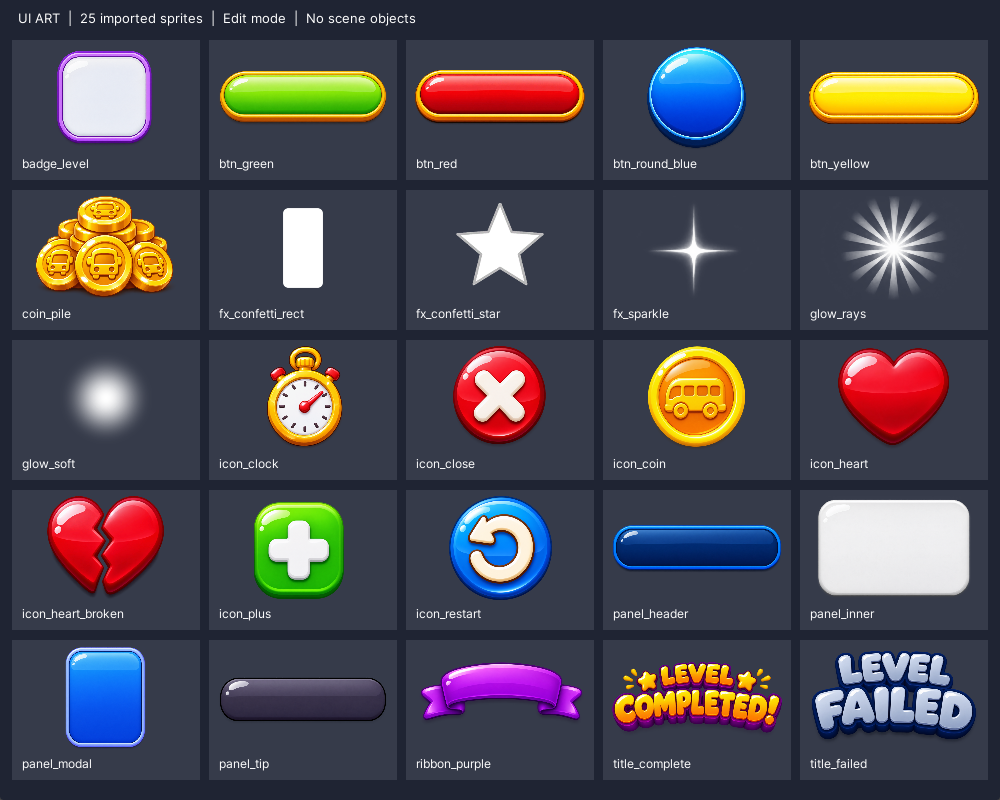 UI ART | 25 imported sprites | Edit mode | No scene objects
badge_level
btn_green
btn_red
btn_round_blue
btn_yellow
coin_pile
fx_confetti_rect
fx_confetti_star
fx_sparkle
glow_rays
glow_soft
icon_clock
icon_close
icon_coin
icon_heart
icon_heart_broken
icon_plus
icon_restart
panel_header
panel_inner
LEVEL
COMPLETED!
LEVEL
FAILED
panel_modal
panel_tip
ribbon_purple
title_complete
title_failed